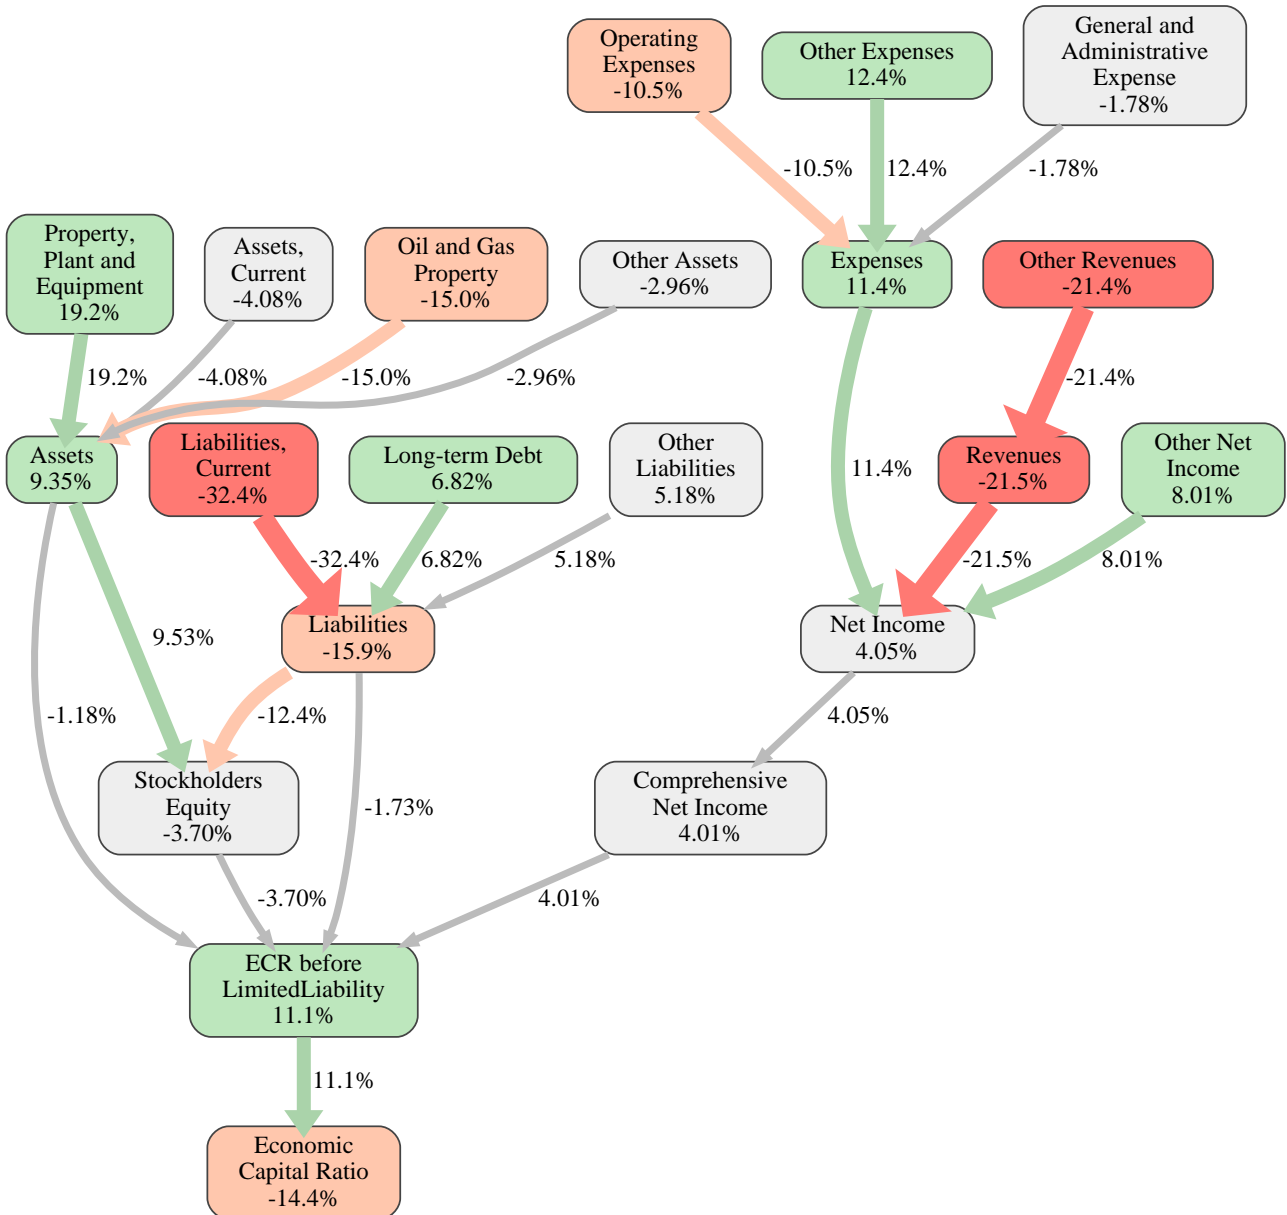 Operating
Expenses
-10.5%
Other Expenses
12.4%
General and
Administrative
Expense
-1.78%
-10.5%
12.4%
-1.78%
Property,
Plant and
Equipment
19.2%
Assets,
Current
-4.08%
Oil and Gas
Property
-15.0%
Other Assets
-2.96%
Expenses
11.4%
Other Revenues
-21.4%
19.2%
-4.08%
-15.0%
-2.96%
-21.4%
Assets
9.35%
Liabilities,
Current
-32.4%
Long-term Debt
6.82%
Other
Liabilities
5.18%
11.4%
Revenues
-21.5%
Other Net
Income
8.01%
-32.4%
6.82%
5.18%
-21.5%
8.01%
9.53%
Liabilities
-15.9%
Net Income
4.05%
-1.18%
-12.4%
4.05%
Stockholders
Equity
-3.70%
-1.73%
Comprehensive
Net Income
4.01%
-3.70%
4.01%
ECR before
LimitedLiability
11.1%
11.1%
Economic
Capital Ratio
-14.4%